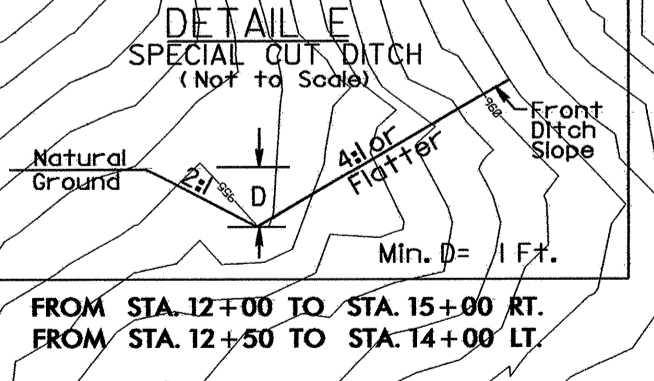 DETAIL E
SPECIAL CUT DITCH
(Not to Scale)
960
Front
Ditch
Slope
Natural
Ground
2:1
955
D
4:1 or
Flatter
Min. D= 1 Ft.
FROM STA. 12+00 TO STA. 15+00 RT.
FROM STA. 12+50 TO STA. 14+00 LT.